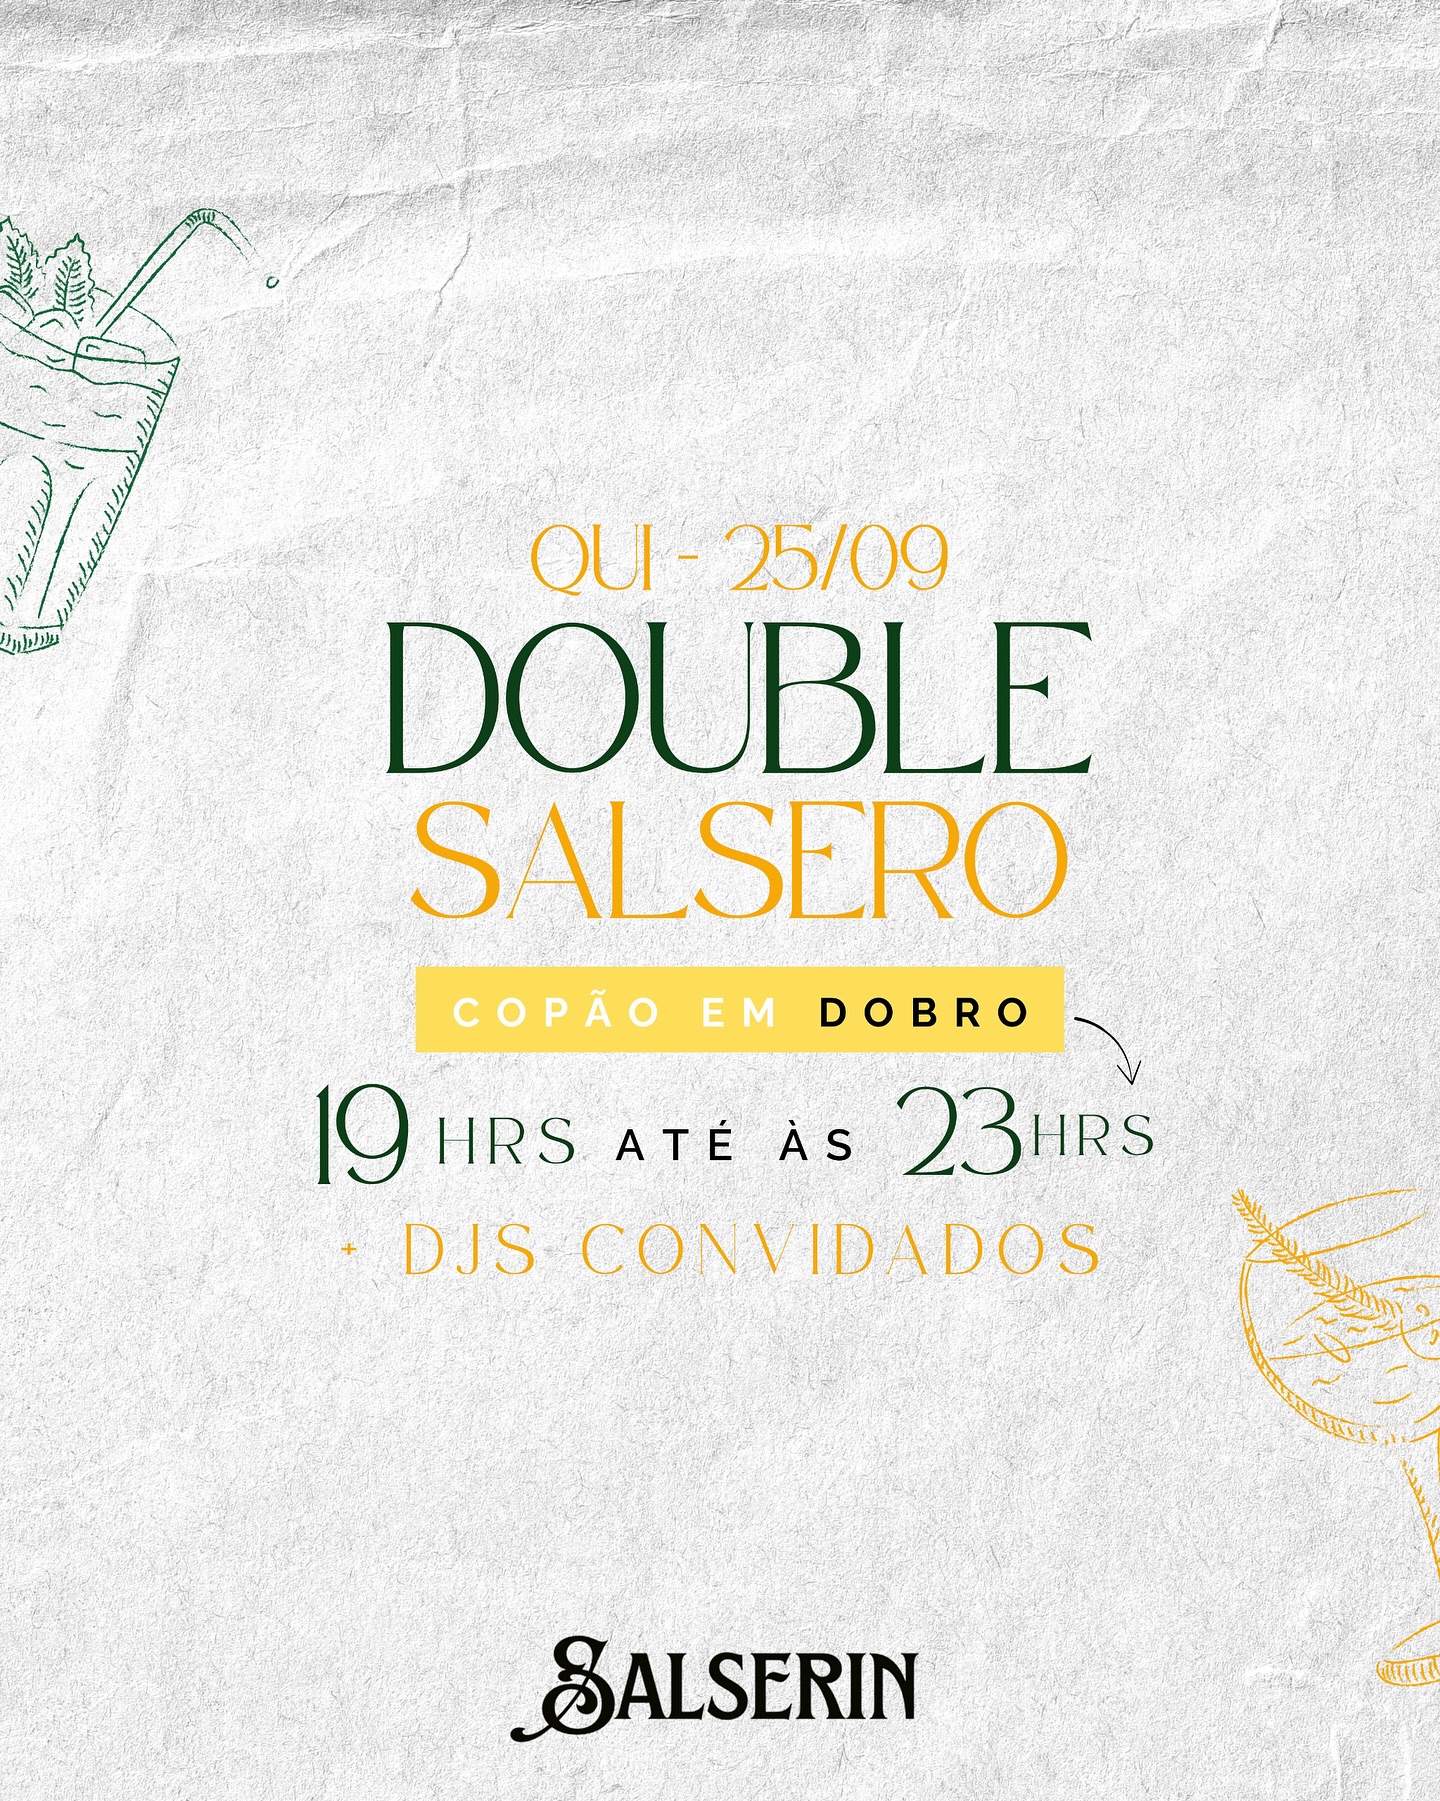 QUI - 25/09
DOUBLE
SALSERO
COPÃO EM DOBRO
19 HRS ATÉ ÀS 23HRS
+ DJS CONVIDADOS
SALSERIN